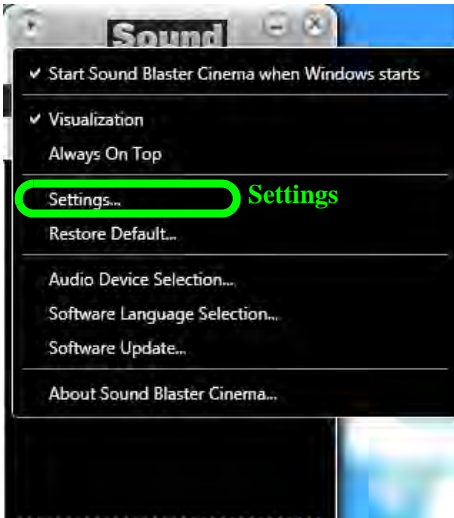 Sound
Start Sound Blaster Cinema when Windows starts
Visualization
Always On Top
Settings... Settings
Restore Default...
Audio Device Selection...
Software Language Selection...
Software Update...
About Sound Blaster Cinema...